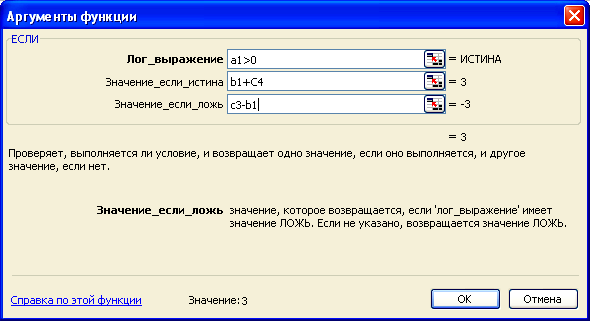 Аргументы функции
ЕСЛИ
Лог_выражение a1>0 = ИСТИНА
Значение_если_истина b1+C4 = 3
Значение_если_ложь c3-b1 = -3
= 3
Проверяет, выполняется ли условие, и возвращает одно значение, если оно выполняется, и другое
значение, если нет.
Значение_если_ложь значение, которое возвращается, если 'лог_выражение' имеет
значение ЛОЖЬ. Если не указано, возвращается значение ЛОЖЬ.
Справка по этой функции Значение:3 OK Отмена